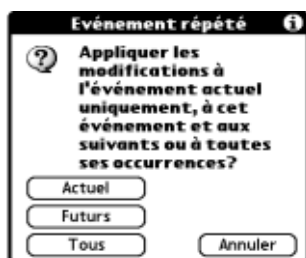 Evénement répété
Appliquer les
modifications à
l'événement actuel
uniquement, à cet
événement et aux
suivants ou à toutes
ses occurrences?
Actuel
Futurs
Tous
Annuler